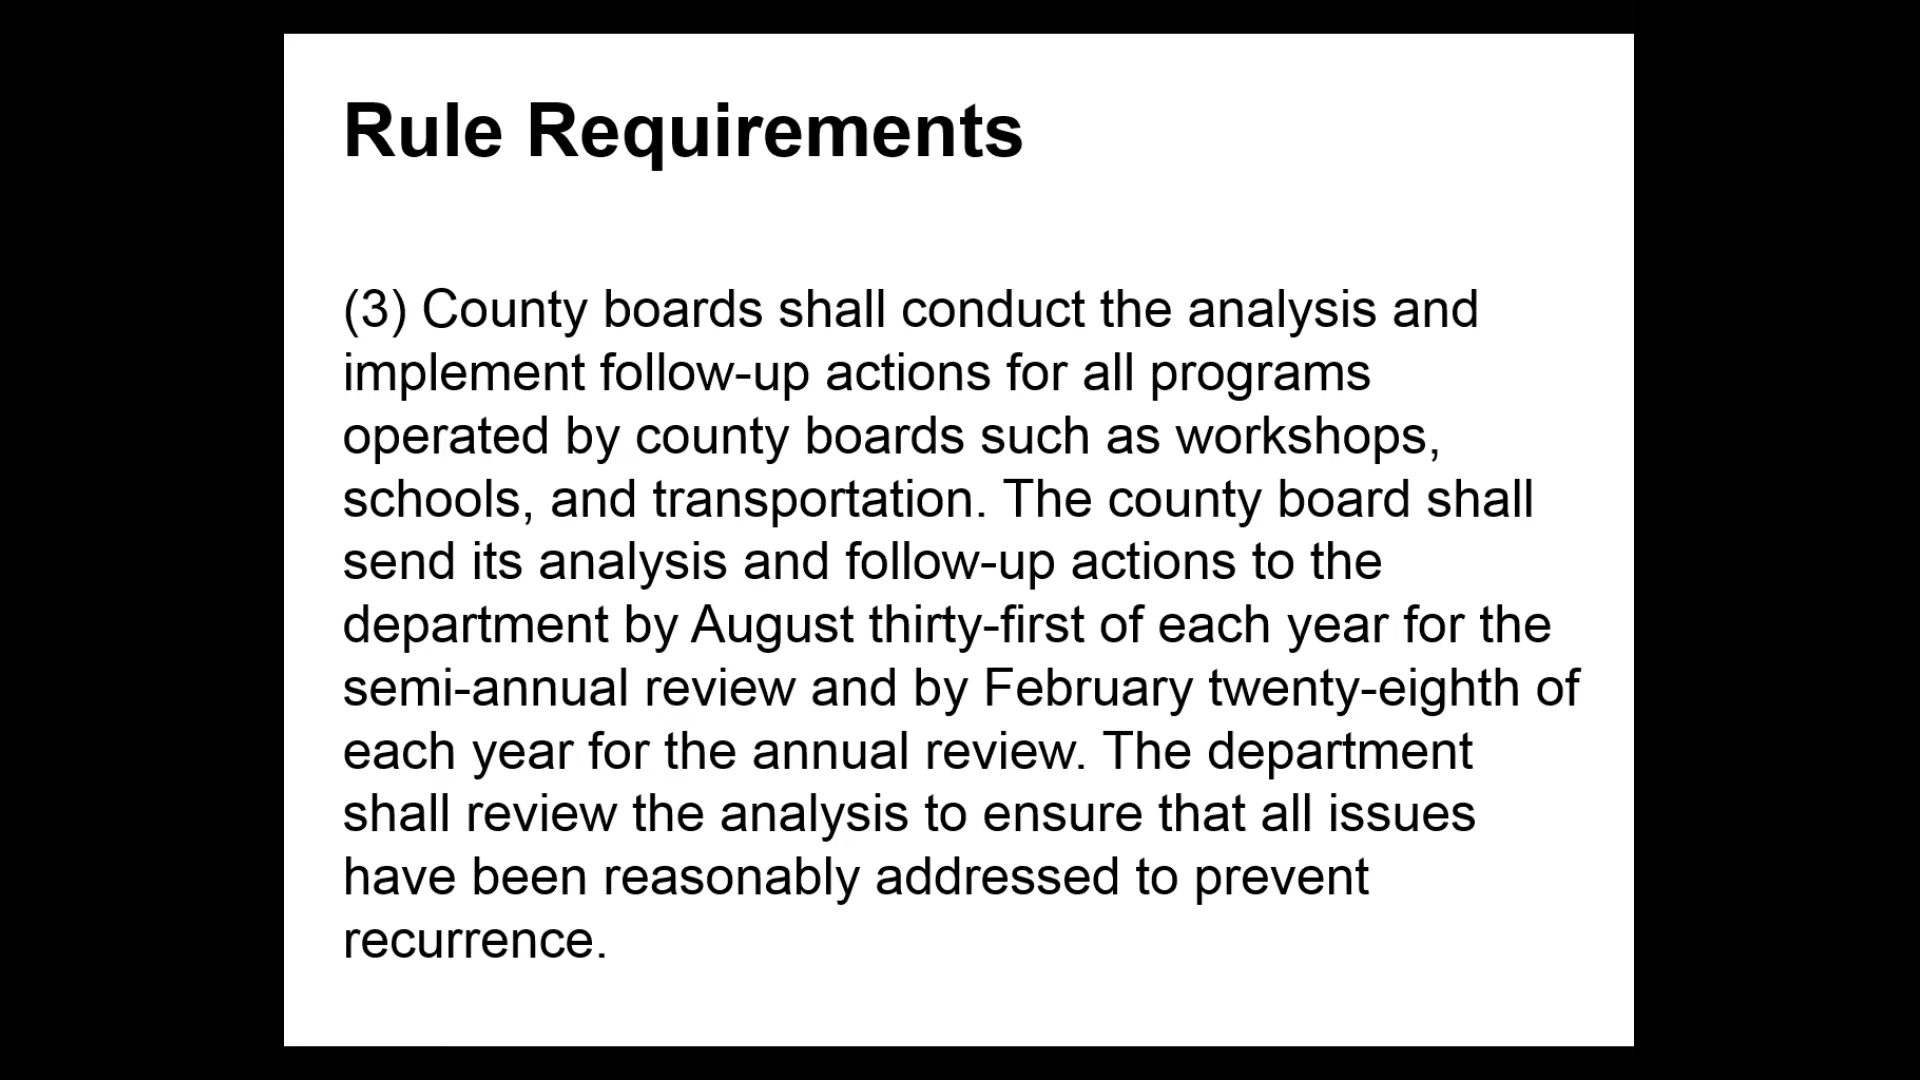 Rule Requirements
(3) County boards shall conduct the analysis and
implement follow-up actions for all programs
operated by county boards such as workshops,
schools, and transportation. The county board shall
send its analysis and follow-up actions to the
department by August thirty-first of each year for the
semi-annual review and by February twenty-eighth of
each year for the annual review. The department
shall review the analysis to ensure that all issues
have been reasonably addressed to prevent
recurrence.